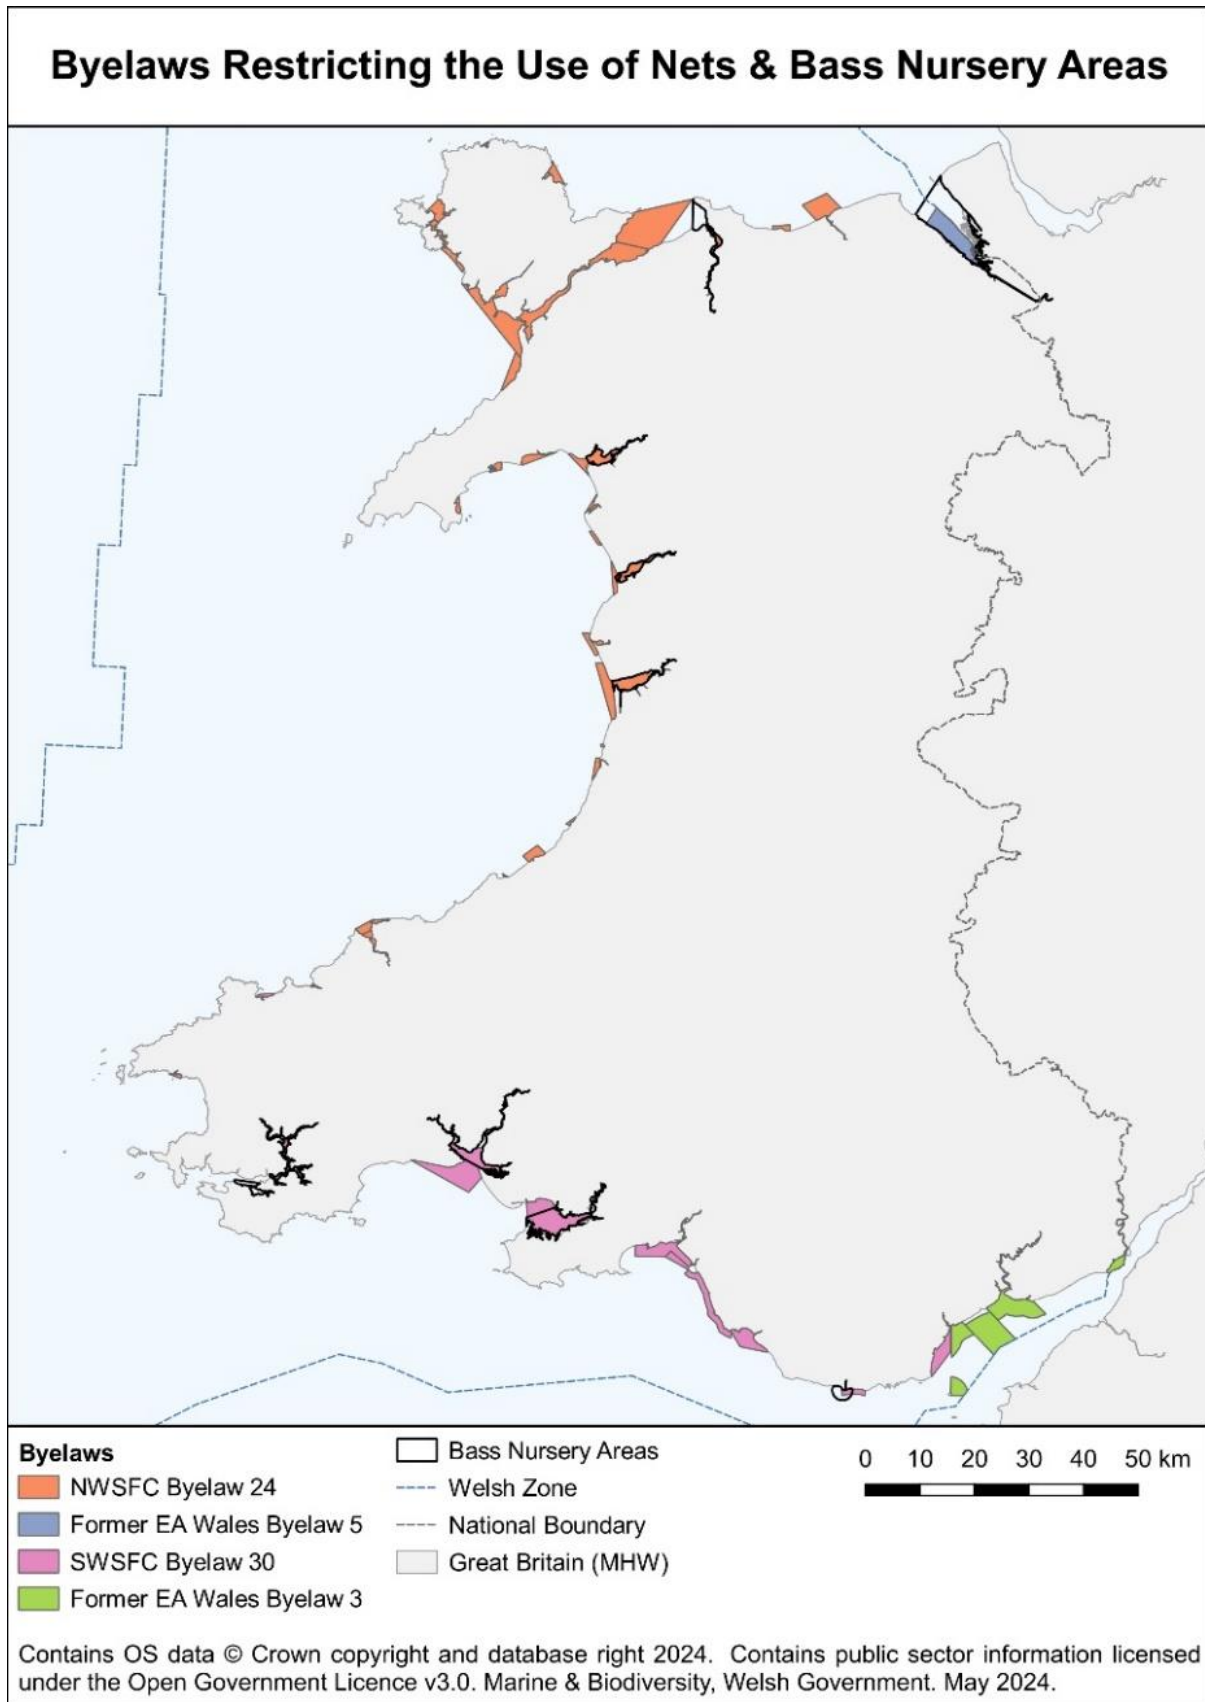 Byelaws Restricting the Use of Nets & Bass Nursery Areas
Byelaws
NWSFC Byelaw 24
Former EA Wales Byelaw 5
SWSFC Byelaw 30
Former EA Wales Byelaw 3
Bass Nursery Areas
Welsh Zone
National Boundary
Great Britain (MHW)
0 10 20 30 40 50 km
Contains OS data © Crown copyright and database right 2024. Contains public sector information licensed
under the Open Government Licence v3.0. Marine & Biodiversity, Welsh Government. May 2024.